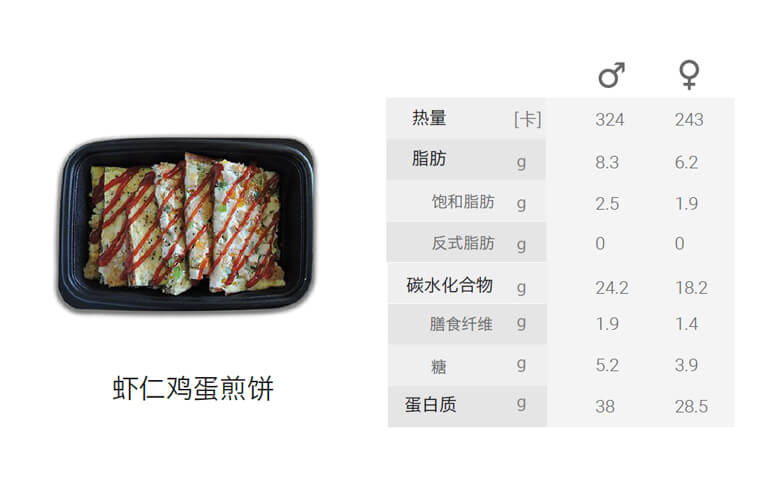 ♂ ♀
热量 [卡] 324 243
脂肪 g 8.3 6.2
饱和脂肪 g 2.5 1.9
反式脂肪 g 0 0
碳水化合物 g 24.2 18.2
膳食纤维 g 1.9 1.4
糖 g 5.2 3.9
蛋白质 g 38 28.5
虾仁鸡蛋煎饼